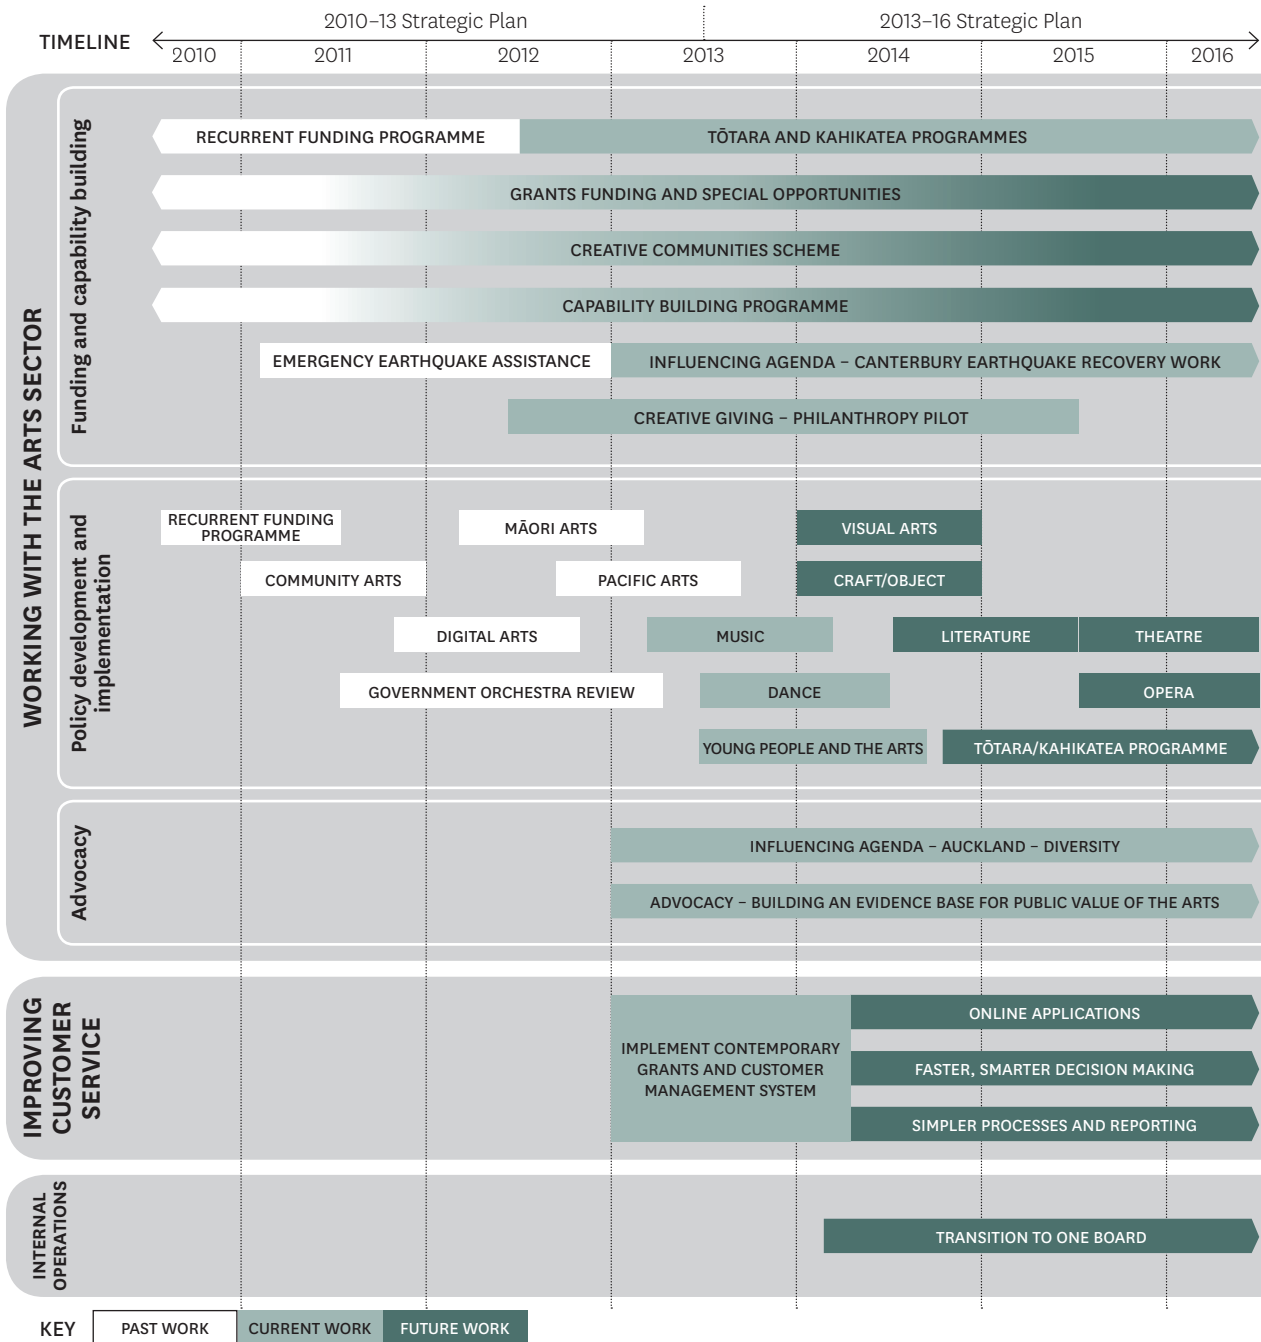 2010–13 Strategic Plan
2013–16 Strategic Plan
TIMELINE
2010
2011
2012
2013
2014
2015
2016
WORKING WITH THE ARTS SECTOR
Funding and capability building
RECURRENT FUNDING PROGRAMME
TŌTARA AND KAHIKATEA PROGRAMMES
GRANTS FUNDING AND SPECIAL OPPORTUNITIES
CREATIVE COMMUNITIES SCHEME
CAPABILITY BUILDING PROGRAMME
EMERGENCY EARTHQUAKE ASSISTANCE
INFLUENCING AGENDA – CANTERBURY EARTHQUAKE RECOVERY WORK
CREATIVE GIVING – PHILANTHROPY PILOT
Policy development and
implementation
RECURRENT FUNDING
PROGRAMME
MĀORI ARTS
VISUAL ARTS
COMMUNITY ARTS
PACIFIC ARTS
CRAFT/OBJECT
DIGITAL ARTS
MUSIC
LITERATURE
THEATRE
GOVERNMENT ORCHESTRA REVIEW
DANCE
OPERA
YOUNG PEOPLE AND THE ARTS
TŌTARA/KAHIKATEA PROGRAMME
Advocacy
INFLUENCING AGENDA – AUCKLAND – DIVERSITY
ADVOCACY – BUILDING AN EVIDENCE BASE FOR PUBLIC VALUE OF THE ARTS
IMPROVING
CUSTOMER
SERVICE
IMPLEMENT CONTEMPORARY
GRANTS AND CUSTOMER
MANAGEMENT SYSTEM
ONLINE APPLICATIONS
FASTER, SMARTER DECISION MAKING
SIMPLER PROCESSES AND REPORTING
INTERNAL
OPERATIONS
TRANSITION TO ONE BOARD
KEY
PAST WORK
CURRENT WORK
FUTURE WORK